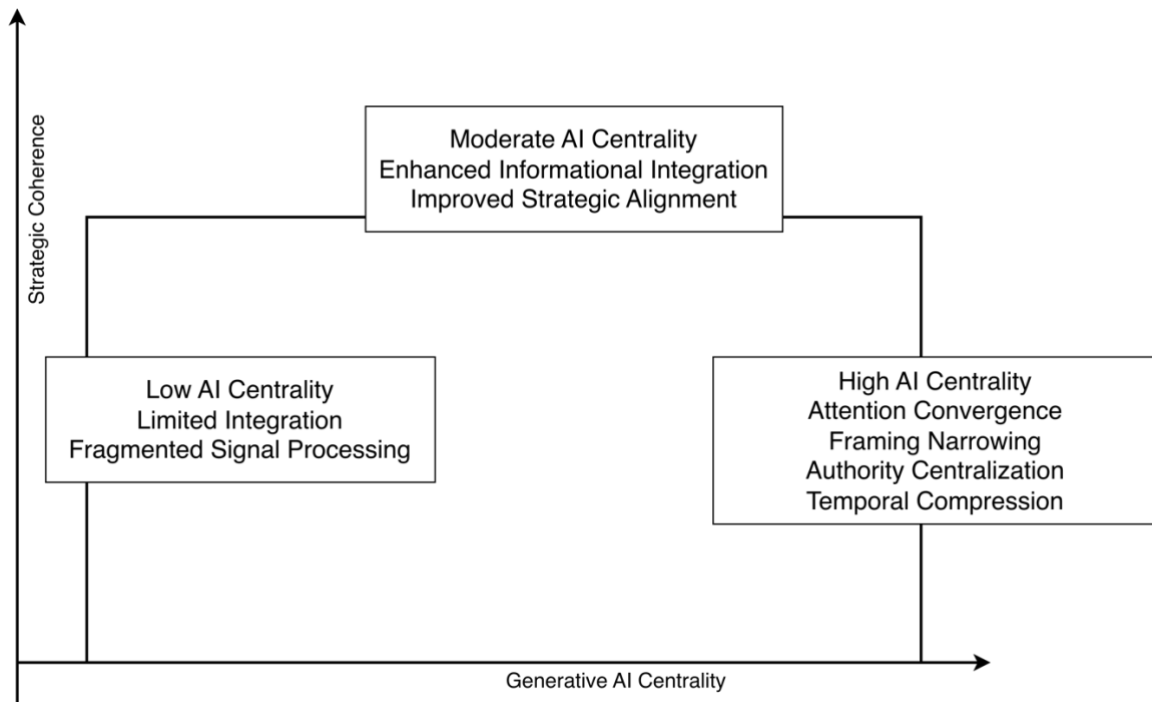 Strategic Coherence
Moderate AI Centrality
Enhanced Informational Integration
Improved Strategic Alignment
Low AI Centrality
Limited Integration
Fragmented Signal Processing
High AI Centrality
Attention Convergence
Framing Narrowing
Authority Centralization
Temporal Compression
Generative AI Centrality